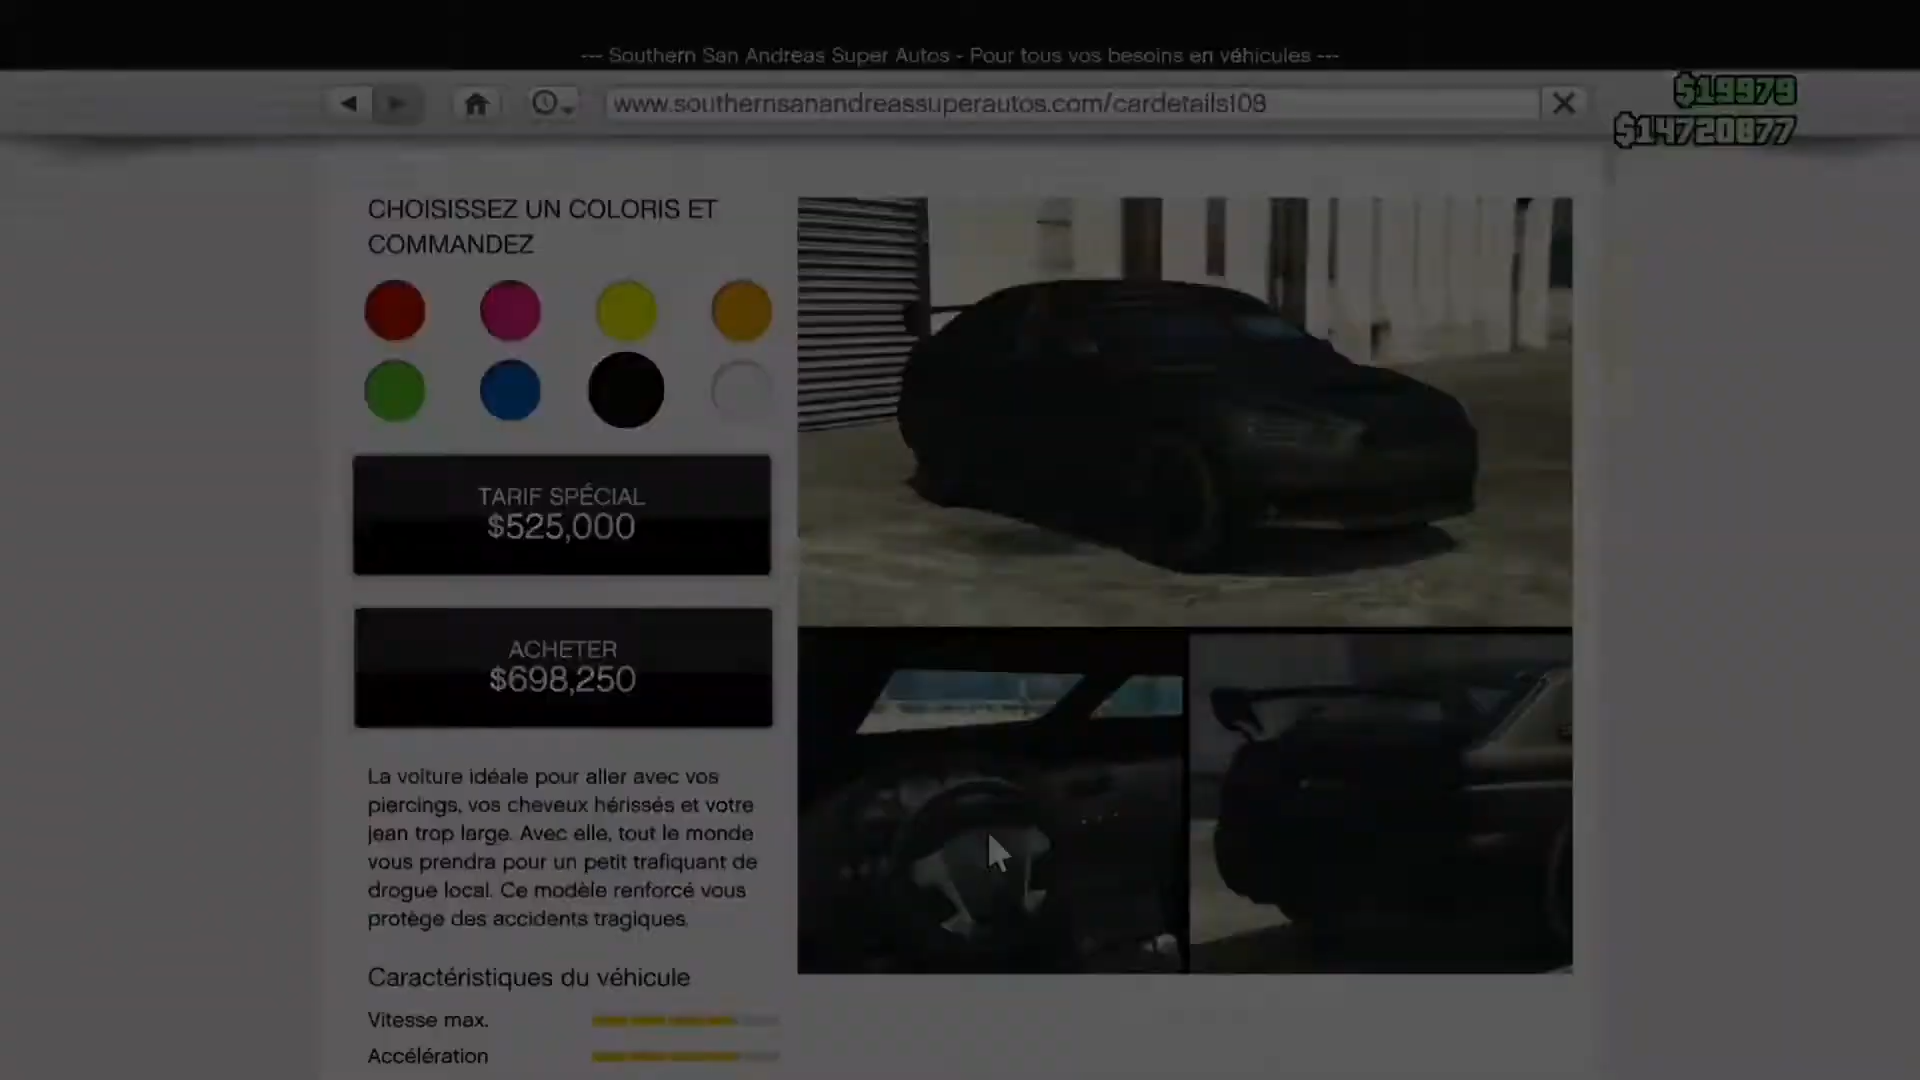 --- Southern San Andreas Super Autos - Pour tous vos besoins en véhicules ---
www.southernsanandreassuperautos.com/cardetails108
$19979
$14720877
CHOISISSEZ UN COLORIS ET
COMMANDEZ
TARIF SPÉCIAL
$525,000
ACHETER
$698,250
La voiture idéale pour aller avec vos
piercings, vos cheveux hérissés et votre
jean trop large. Avec elle, tout le monde
vous prendra pour un petit trafiquant de
drogue local. Ce modèle renforcé vous
protège des accidents tragiques.
Caractéristiques du véhicule
Vitesse max.
Accélération